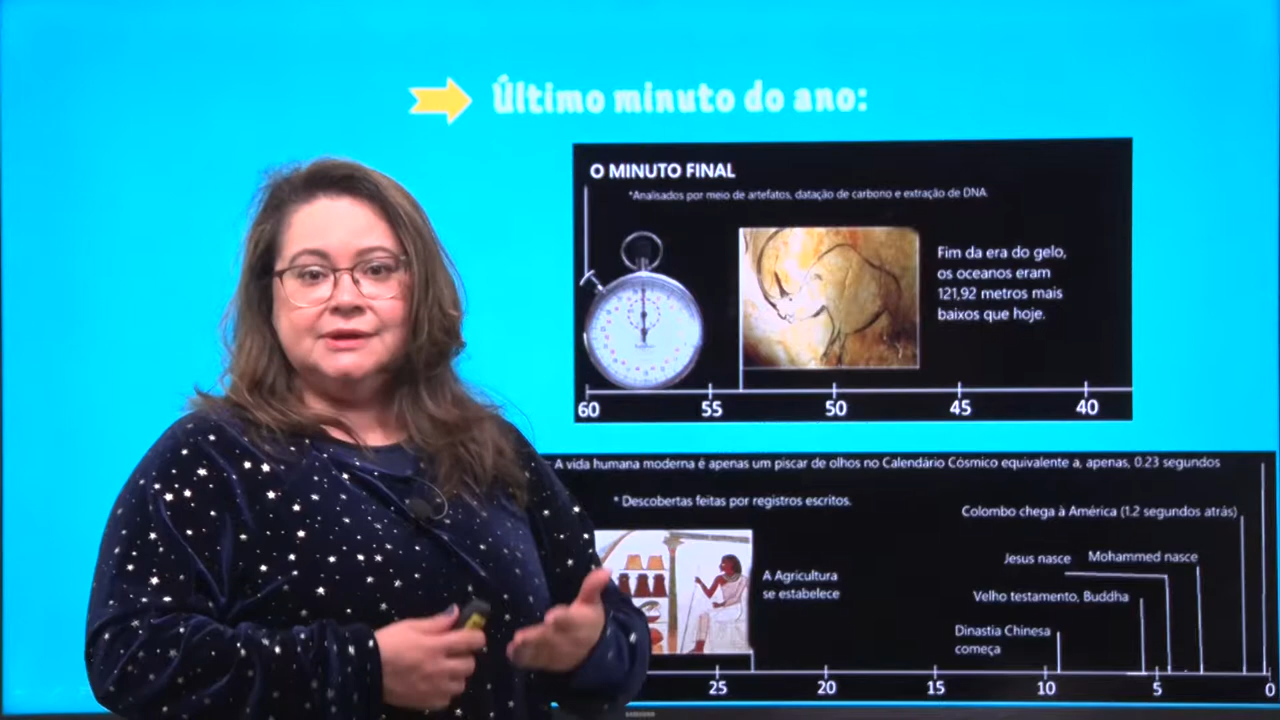 Último minuto do ano:
O MINUTO FINAL
*Analisados por meio de artefatos, datação de carbono e extração de DNA
Fim da era do gelo,
os oceanos eram
121,92 metros mais
baixos que hoje.
60 55 50 45 40
A vida humana moderna é apenas um piscar de olhos no Calendário Cósmico equivalente a, apenas, 0.23 segundos
* Descobertas feitas por registros escritos.
Colombo chega à América (1.2 segundos atrás)
Jesus nasce Mohammed nasce
A Agricultura
se estabelece
Velho testamento, Buddha
Dinastia Chinesa
começa
25 20 15 10 5 0
SAMSUNG